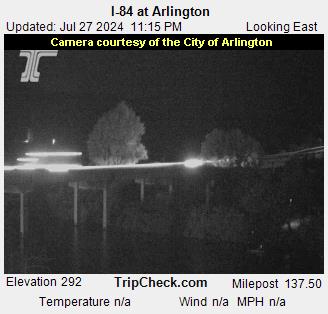 I-84 at Arlington
Updated: Jul 27 2024 11:15 PM Looking East
Camera courtesy of the City of Arlington
Elevation 292 TripCheck.com Milepost 137.50
Temperature n/a Wind n/a MPH n/a